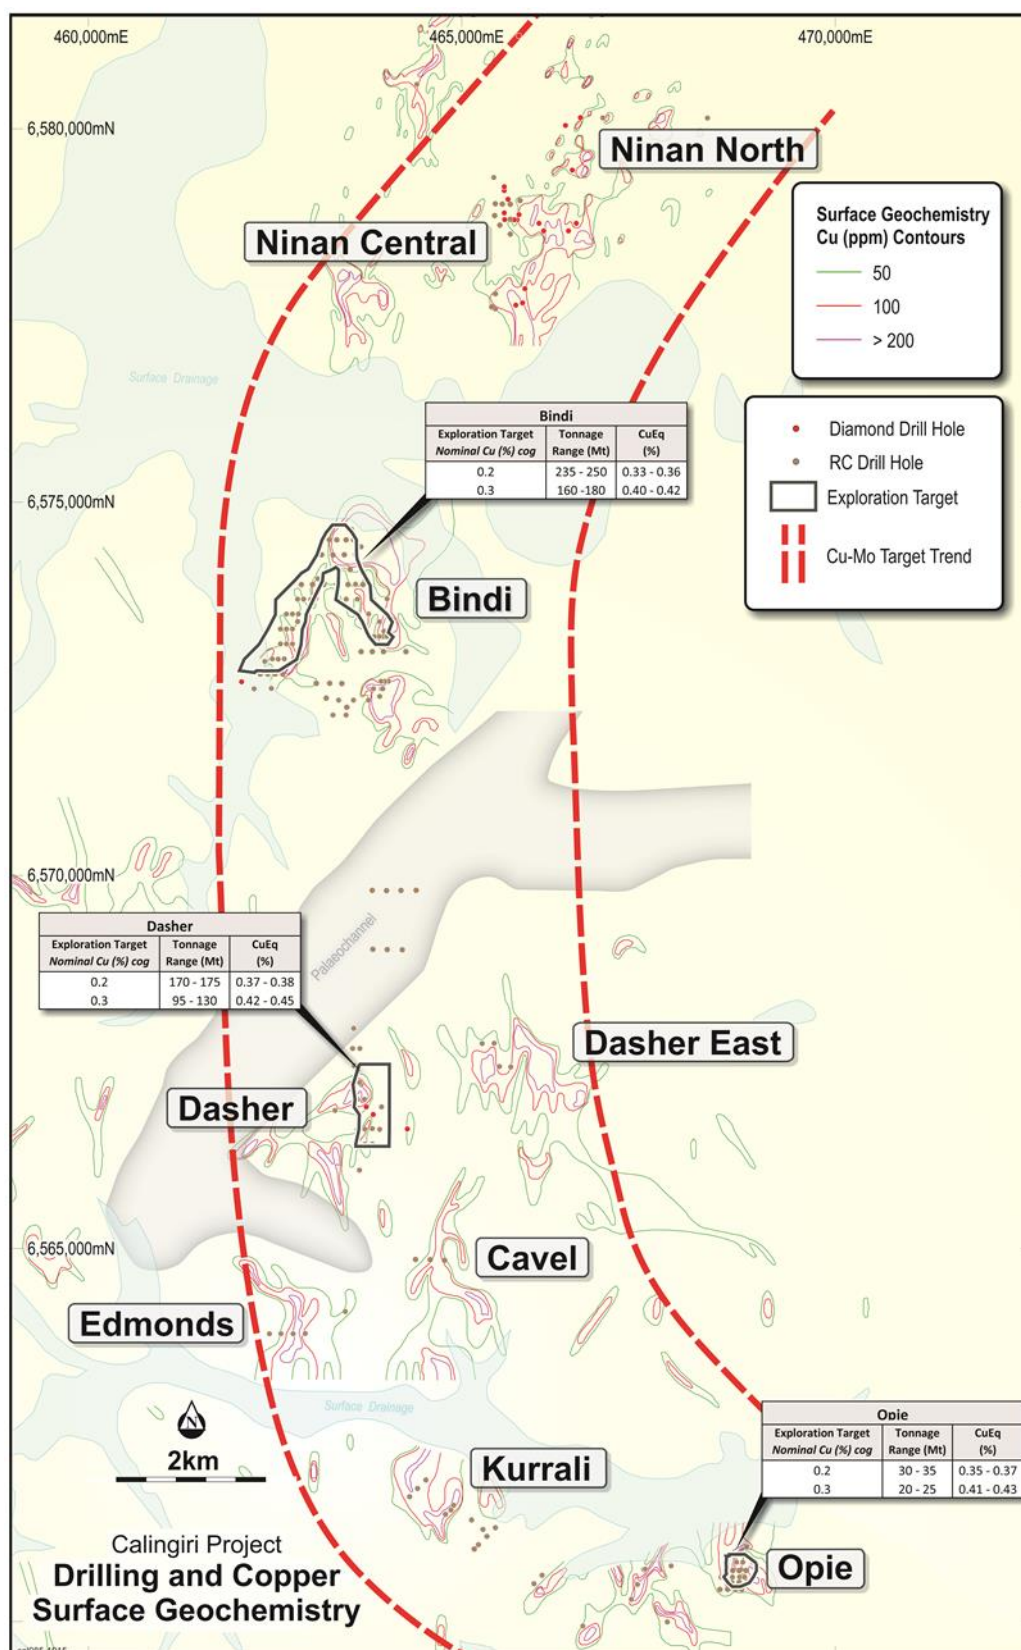 460,000mE 465,000mE 470,000mE
6,580,000mN
Ninan North
Ninan Central
Surface Geochemistry
Cu (ppm) Contours
50
100
> 200
Surface Drainage
Diamond Drill Hole
RC Drill Hole
Exploration Target
Cu-Mo Target Trend
Bindi
Exploration Target Tonnage CuEq
Nominal Cu (%) cog Range (Mt) (%)
0.2 235 - 250 0.33 - 0.36
0.3 160 -180 0.40 - 0.42
6,575,000mN
Bindi
6,570,000mN
Palaeochannel
Dasher
Exploration Target Tonnage CuEq
Nominal Cu (%) cog Range (Mt) (%)
0.2 170 - 175 0.37 - 0.38
0.3 95 - 130 0.42 - 0.45
Dasher East
Dasher
6,565,000mN
Cavel
Edmonds
Surface Drainage
N
2km
Kurrali
Opie
Exploration Target Tonnage CuEq
Nominal Cu (%) cog Range (Mt) (%)
0.2 30 - 35 0.35 - 0.37
0.3 20 - 25 0.41 - 0.43
Opie
Calingiri Project
Drilling and Copper
Surface Geochemistry